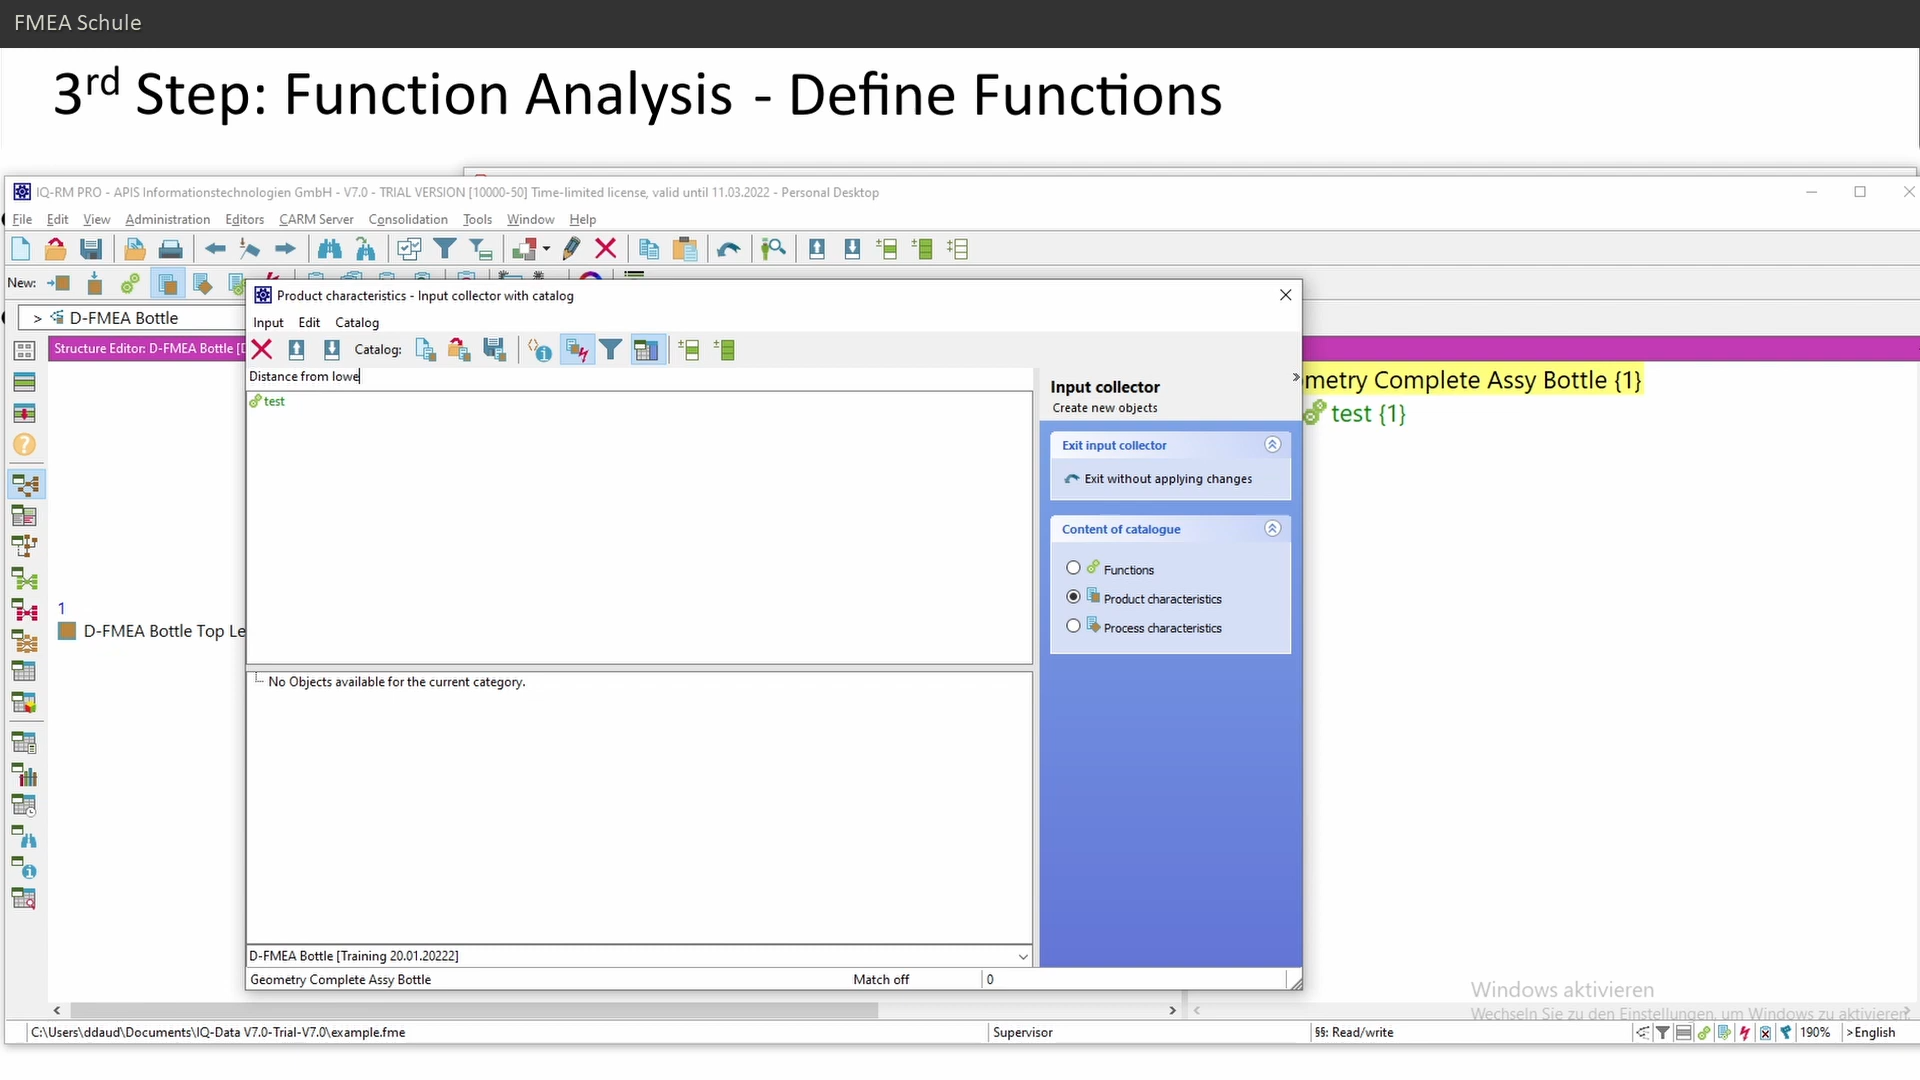 FMEA Schule
3rd Step: Function Analysis - Define Functions
IQ-RM PRO - APIS Informationstechnologien GmbH - V7.0 - TRIAL VERSION [10000-50] Time-limited license, valid until 11.03.2022 - Personal Desktop
File Edit View Administration Editors CARM Server Consolidation Tools Window Help
New:
> D-FMEA Bottle
Structure Editor: D-FMEA Bottle [
1
D-FMEA Bottle Top Le
Product characteristics - Input collector with catalog
Input Edit Catalog
Catalog:
Distance from lowe
test
No Objects available for the current category.
D-FMEA Bottle [Training 20.01.20222]
Geometry Complete Assy Bottle Match off 0
Input collector
Create new objects
Exit input collector
Exit without applying changes
Content of catalogue
Functions
Product characteristics
Process characteristics
metry Complete Assy Bottle {1}
test {1}
Windows aktivieren
Wechseln Sie zu den Einstellungen, um Windows zu aktivieren.
C:\Users\ddaud\Documents\IQ-Data V7.0-Trial-V7.0\example.fme Supervisor §§: Read/write 190% >English